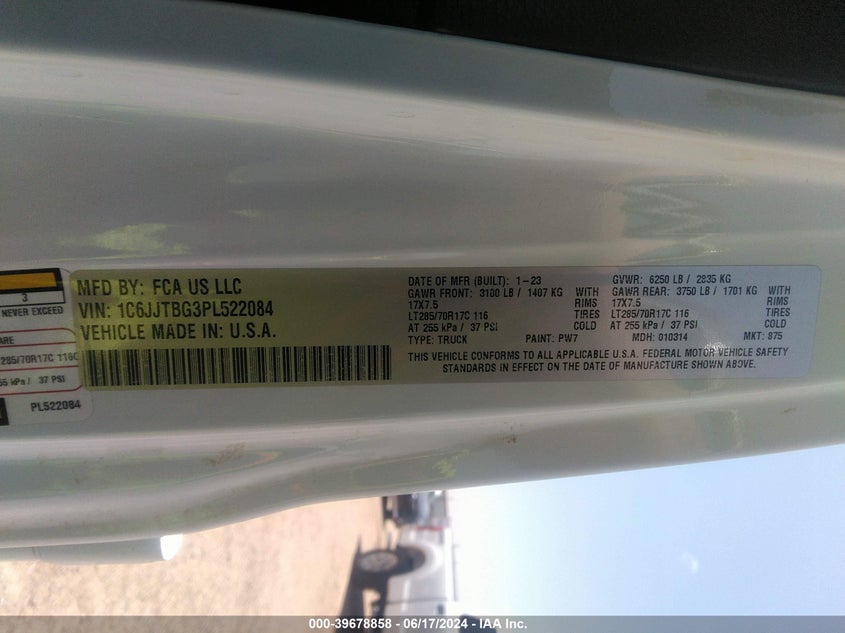 3
NEVER EXCEED
285/70R17C 116C
37 PSI
PL522084
MFD BY: FCA US LLC
VIN: 1C6JJTBG3PL522084
VEHICLE MADE IN: U.S.A.
DATE OF MFR (BUILT): 1-23
GAWR FRONT: 3100 LB / 1407 KG WITH
17X7.5 RIMS
LT285/70R17C 116 TIRES
AT 255 kPa / 37 PSI COLD
TYPE: TRUCK PAINT: PW7
GVWR: 6250 LB / 2835 KG
GAWR REAR: 3750 LB / 1701 KG WITH
17X7.5 RIMS
LT285/70R17C 116 TIRES
AT 255 kPa / 37 PSI COLD
MDH: 010314 MKT: 875
THIS VEHICLE CONFORMS TO ALL APPLICABLE U.S.A. FEDERAL MOTOR VEHICLE SAFETY
STANDARDS IN EFFECT ON THE DATE OF MANUFACTURE SHOWN ABOVE.
000-39678858 - 06/17/2024 - IAA Inc.